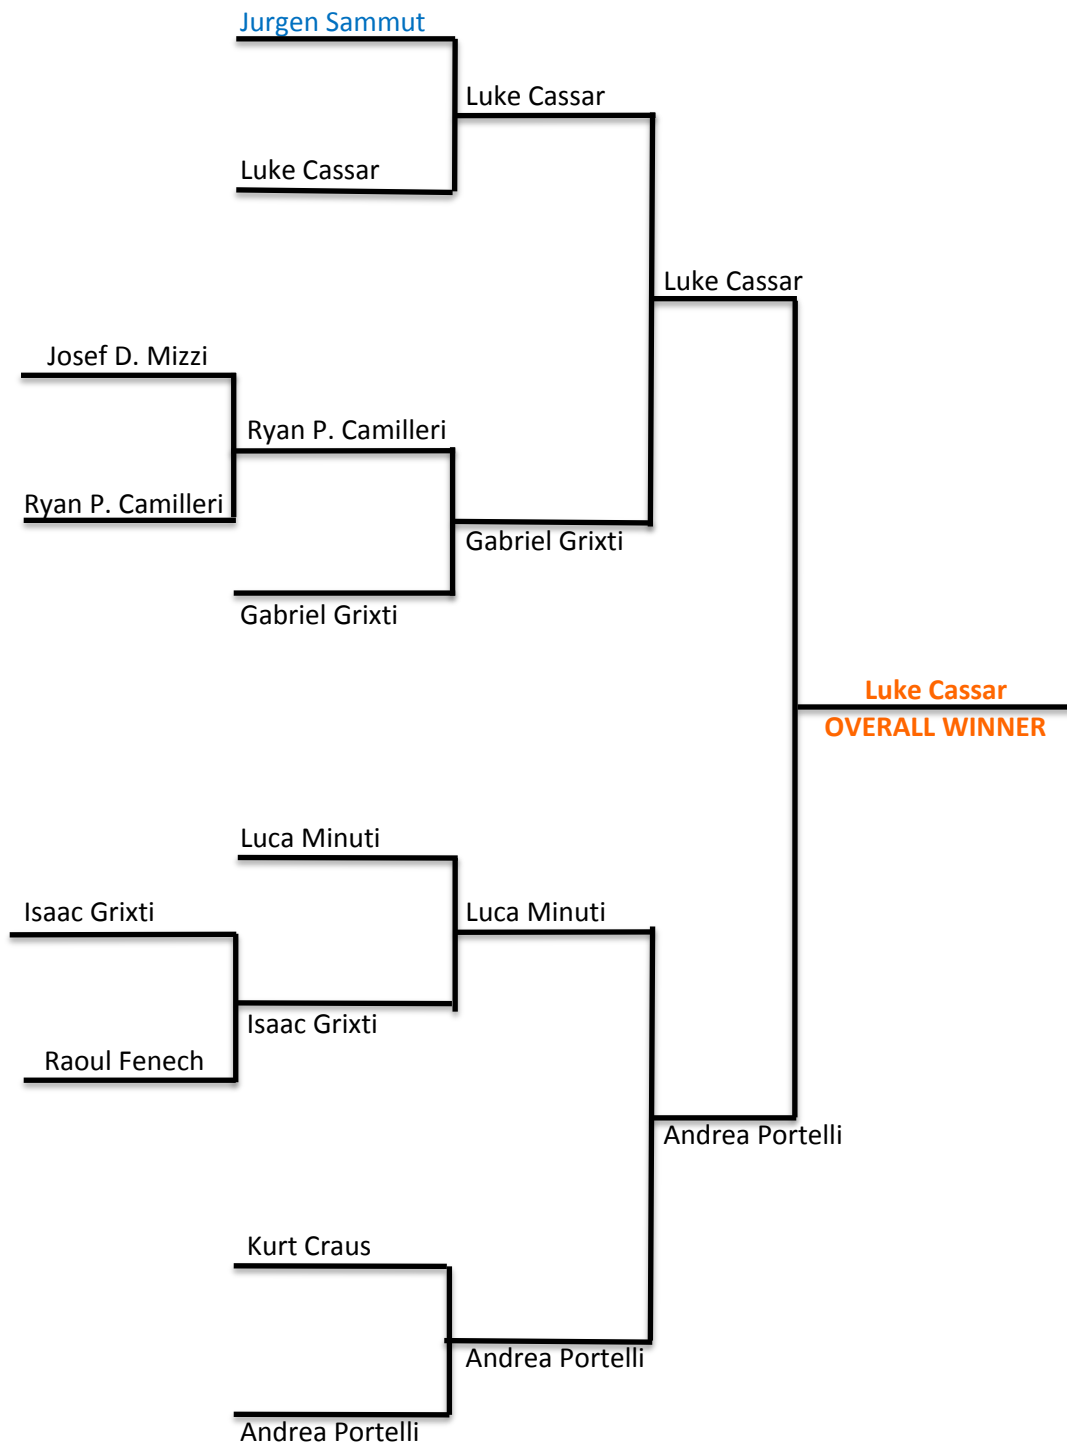 Jurgen Sammut
Luke Cassar
Luke Cassar
Luke Cassar
Josef D. Mizzi
Ryan P. Camilleri
Ryan P. Camilleri
Gabriel Grixti
Gabriel Grixti
Luke Cassar
OVERALL WINNER
Luca Minuti
Isaac Grixti
Luca Minuti
Isaac Grixti
Raoul Fenech
Andrea Portelli
Kurt Craus
Andrea Portelli
Andrea Portelli